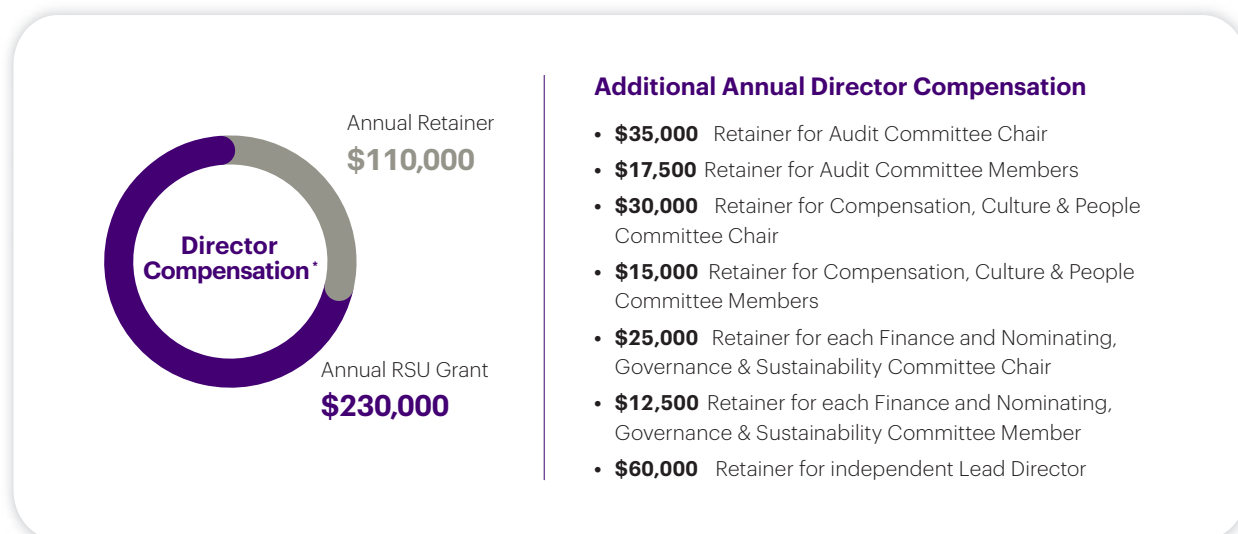 Annual Retainer
$110,000
Director
Compensation*
Annual RSU Grant
$230,000
Additional Annual Director Compensation
• $35,000 Retainer for Audit Committee Chair
• $17,500 Retainer for Audit Committee Members
• $30,000 Retainer for Compensation, Culture & People
Committee Chair
• $15,000 Retainer for Compensation, Culture & People
Committee Members
• $25,000 Retainer for each Finance and Nominating,
Governance & Sustainability Committee Chair
• $12,500 Retainer for each Finance and Nominating,
Governance & Sustainability Committee Member
• $60,000 Retainer for independent Lead Director